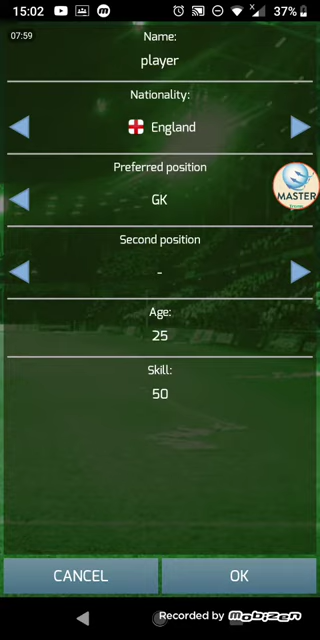 15:02
37%
07:59
Name:
player
Nationality:
England
Preferred position
GK
MASTER
Second position
-
Age:
25
Skill:
50
CANCEL
OK
Recorded by mobizen